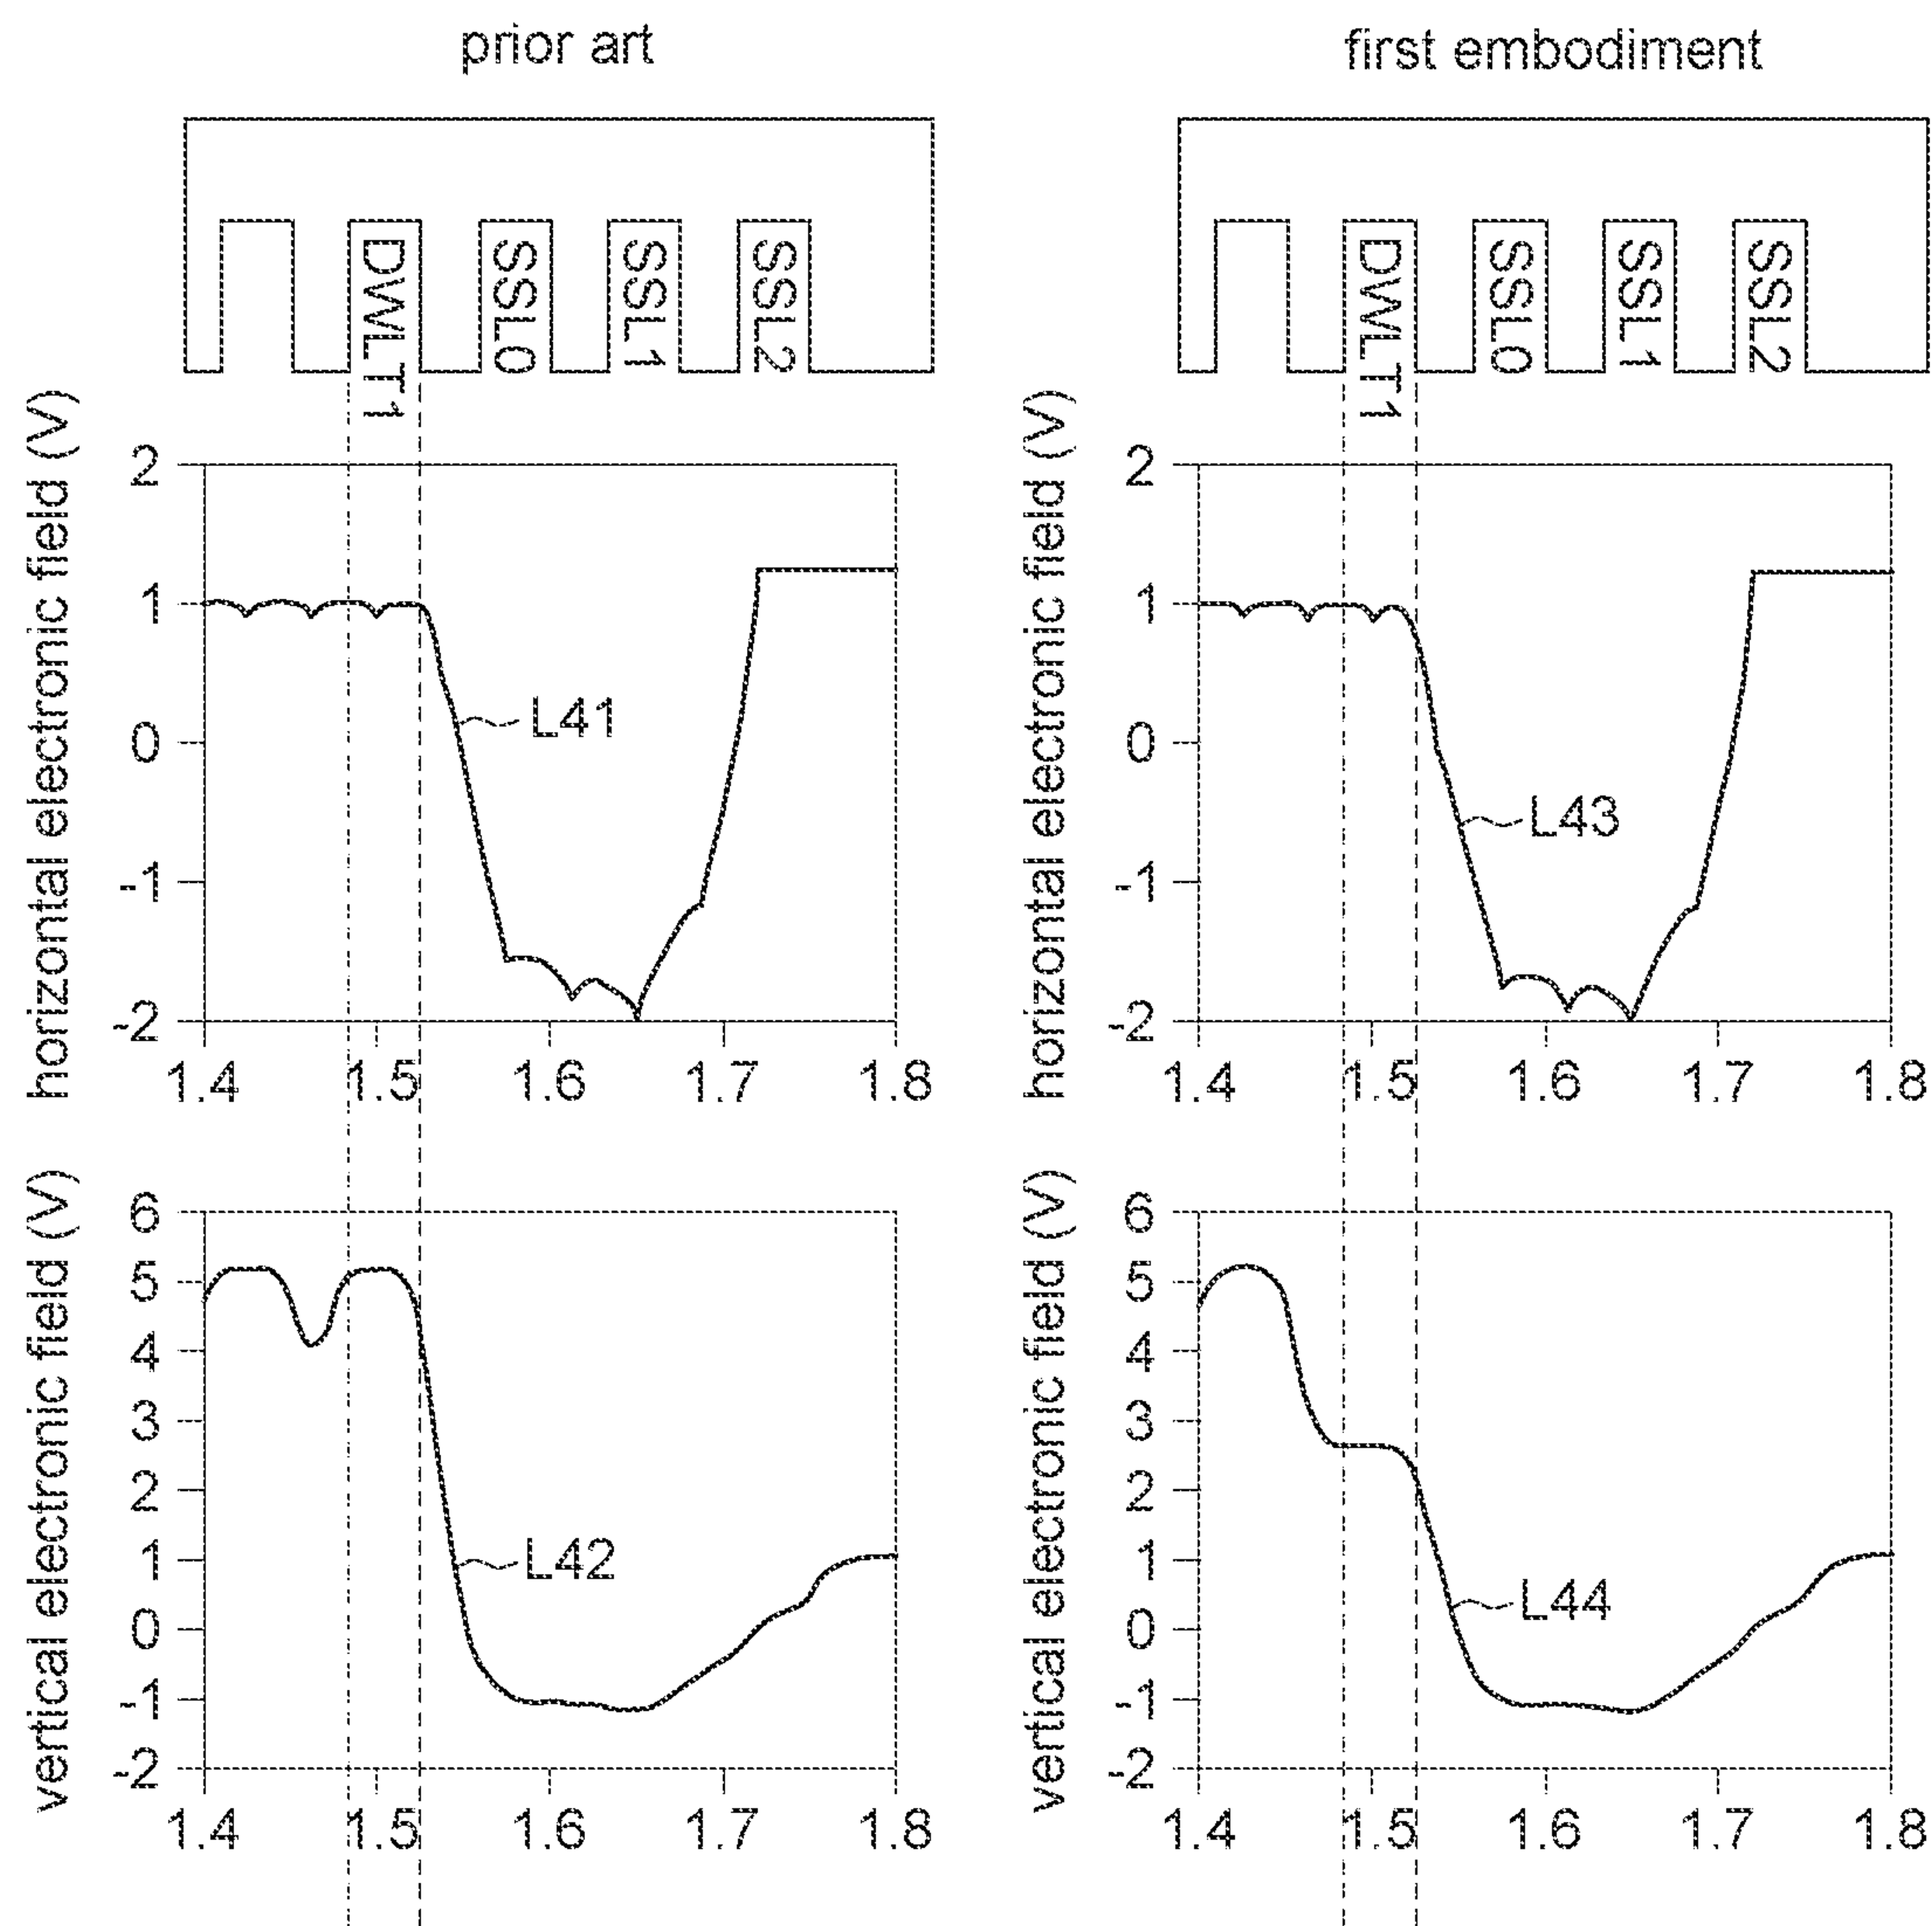 prior art
first embodiment
DWLT1
SSL0
SSL1
SSL2
DWLT1
SSL0
SSL1
SSL2
horizontal electronic field (V)
2
1
0
-1
-2
L41
1.4
1.5
1.6
1.7
1.8
horizontal electronic field (V)
2
1
0
-1
-2
L43
1.4
1.5
1.6
1.7
1.8
vertical electronic field (V)
6
5
4
3
2
1
0
-1
-2
L42
1.4
1.5
1.6
1.7
1.8
vertical electronic field (V)
6
5
4
3
2
1
0
-1
-2
L44
1.4
1.5
1.6
1.7
1.8